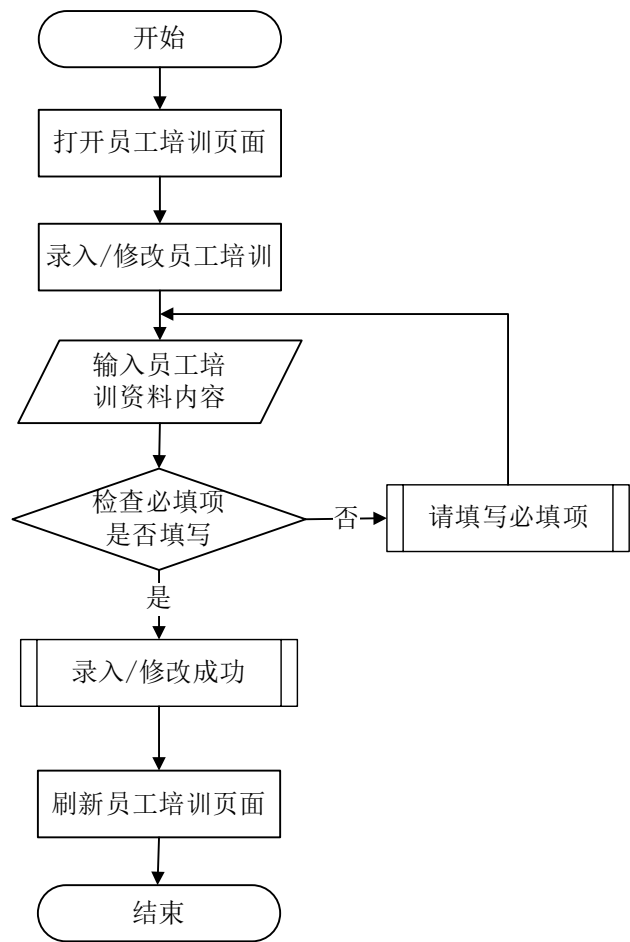 开始
打开员工培训页面
录入/修改员工培训
输入员工培
训资料内容
检查必填项
是否填写
否
请填写必填项
是
录入/修改成功
刷新员工培训页面
结束